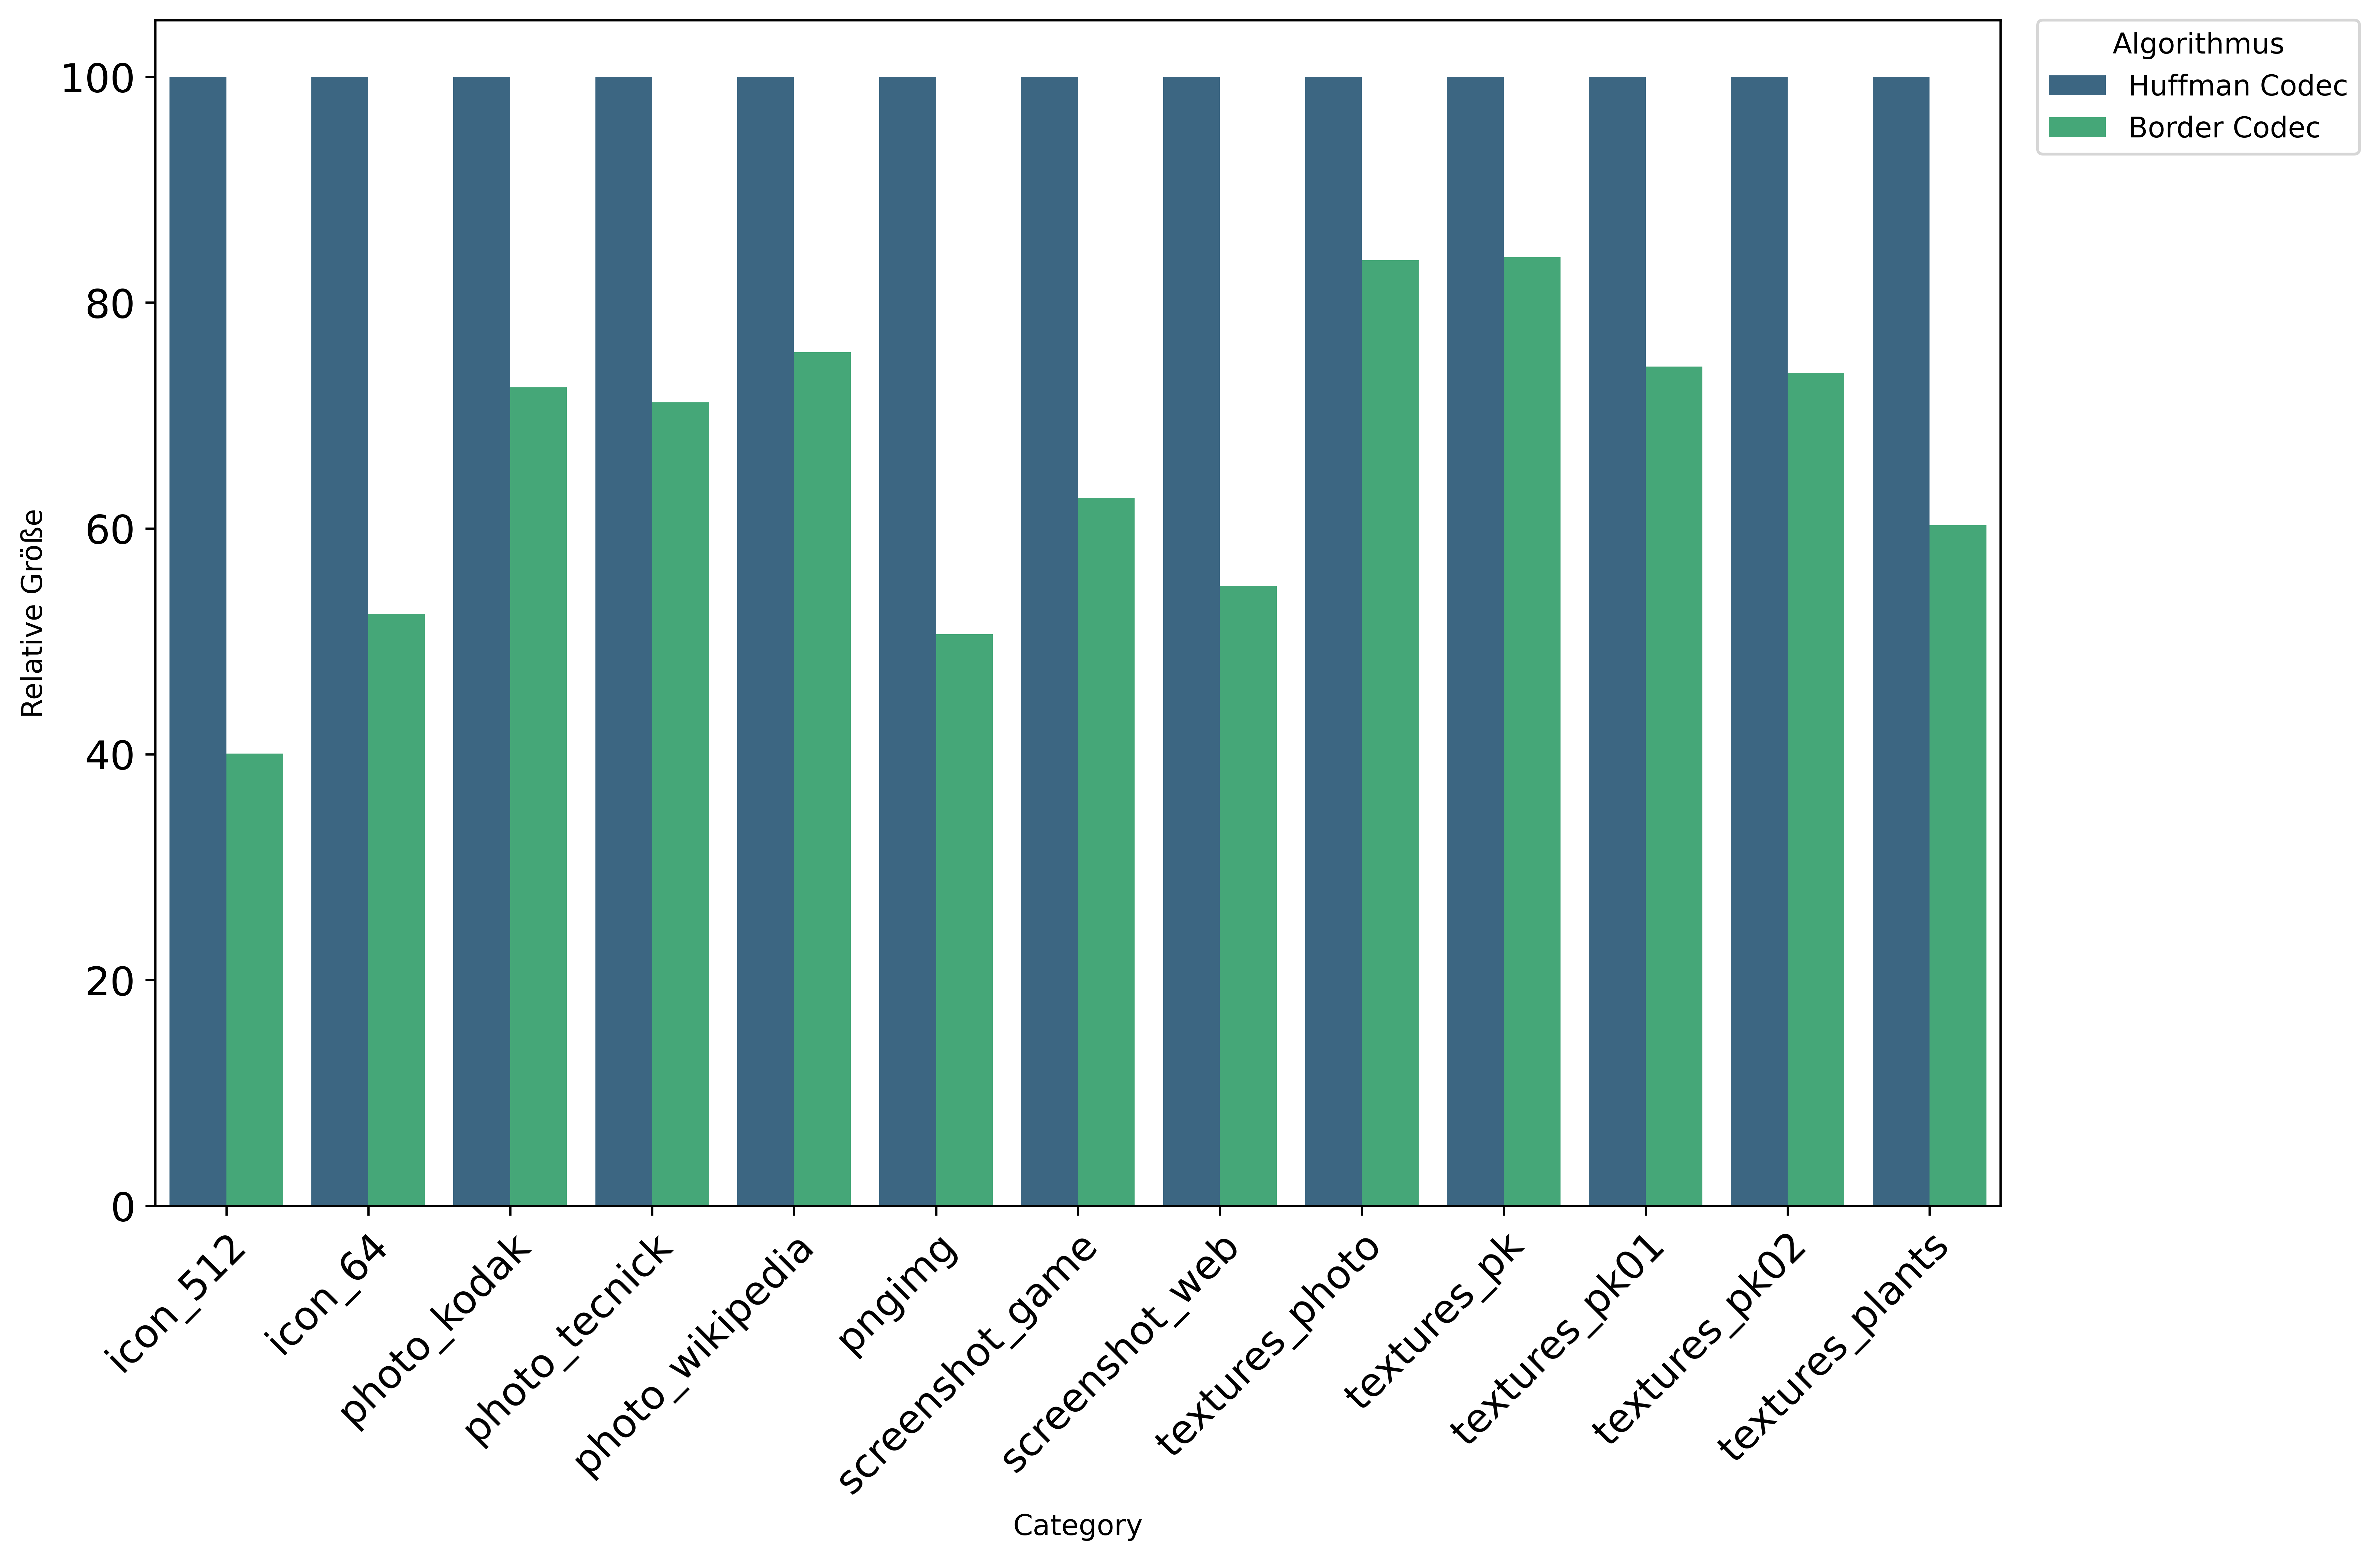 Algorithmus
Huffman Codec
Border Codec
Relative Größe
100
80
60
40
20
0
icon_512
icon_64
photo_kodak
photo_tecnick
photo_wikipedia
pngimg
screenshot_game
screenshot_web
textures_photo
textures_pk
textures_pk01
textures_pk02
textures_plants
Category